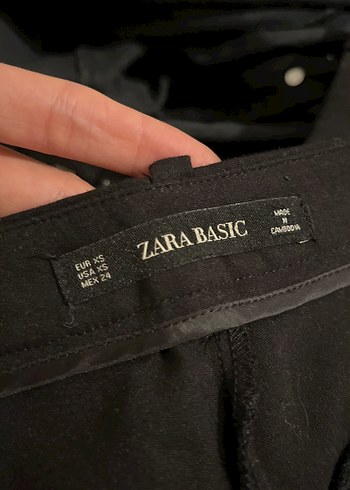 EUR XS
USA XS
MEX 24
ZARA BASIC
MADE
IN
CAMBODIA